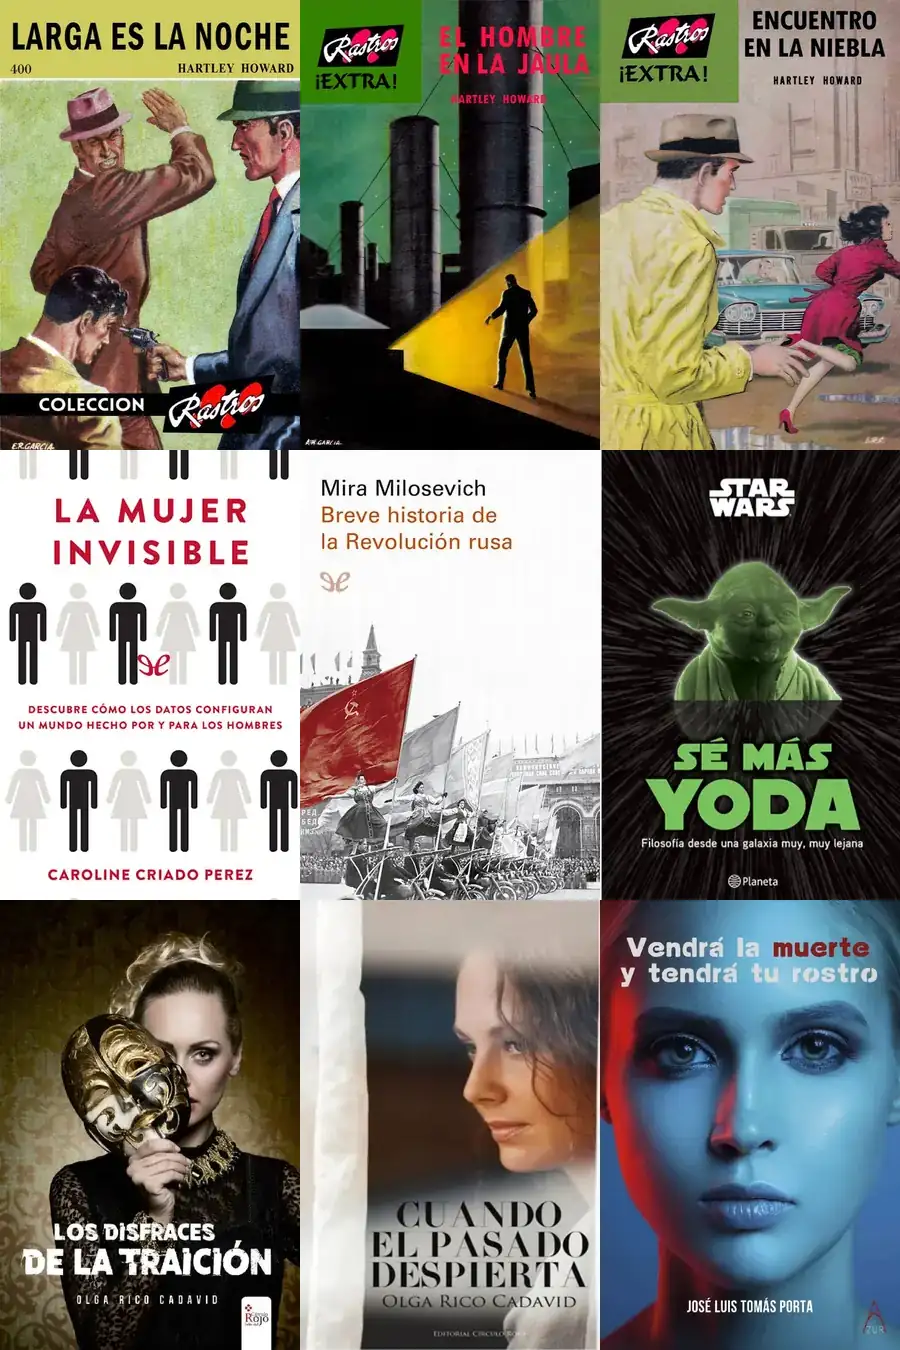 LARGA ES LA NOCHE
400
HARTLEY HOWARD
COLECCION
Rastros
E.R.GARCIA
Rastros
¡EXTRA!
EL HOMBRE
EN LA JAULA
HARTLEY HOWARD
Rastros
¡EXTRA!
ENCUENTRO
EN LA NIEBLA
HARTLEY HOWARD
LA MUJER
INVISIBLE
DESCUBRE CÓMO LOS DATOS CONFIGURAN
UN MUNDO HECHO POR Y PARA LOS HOMBRES
CAROLINE CRIADO PEREZ
Mira Milosevich
Breve historia de
la Revolución rusa
STAR
WARS
SÉ MÁS
YODA
Filosofía desde una galaxia muy, muy lejana
Planeta
LOS DISFRACES
DE LA TRAICIÓN
OLGA RICO CADAVID
Círculo
Rojo
CUANDO
EL PASADO
DESPIERTA
OLGA RICO CADAVID
EDITORIAL CÍRCULO ROJO
Vendrá la muerte
y tendrá tu rostro
JOSÉ LUIS TOMÁS PORTA